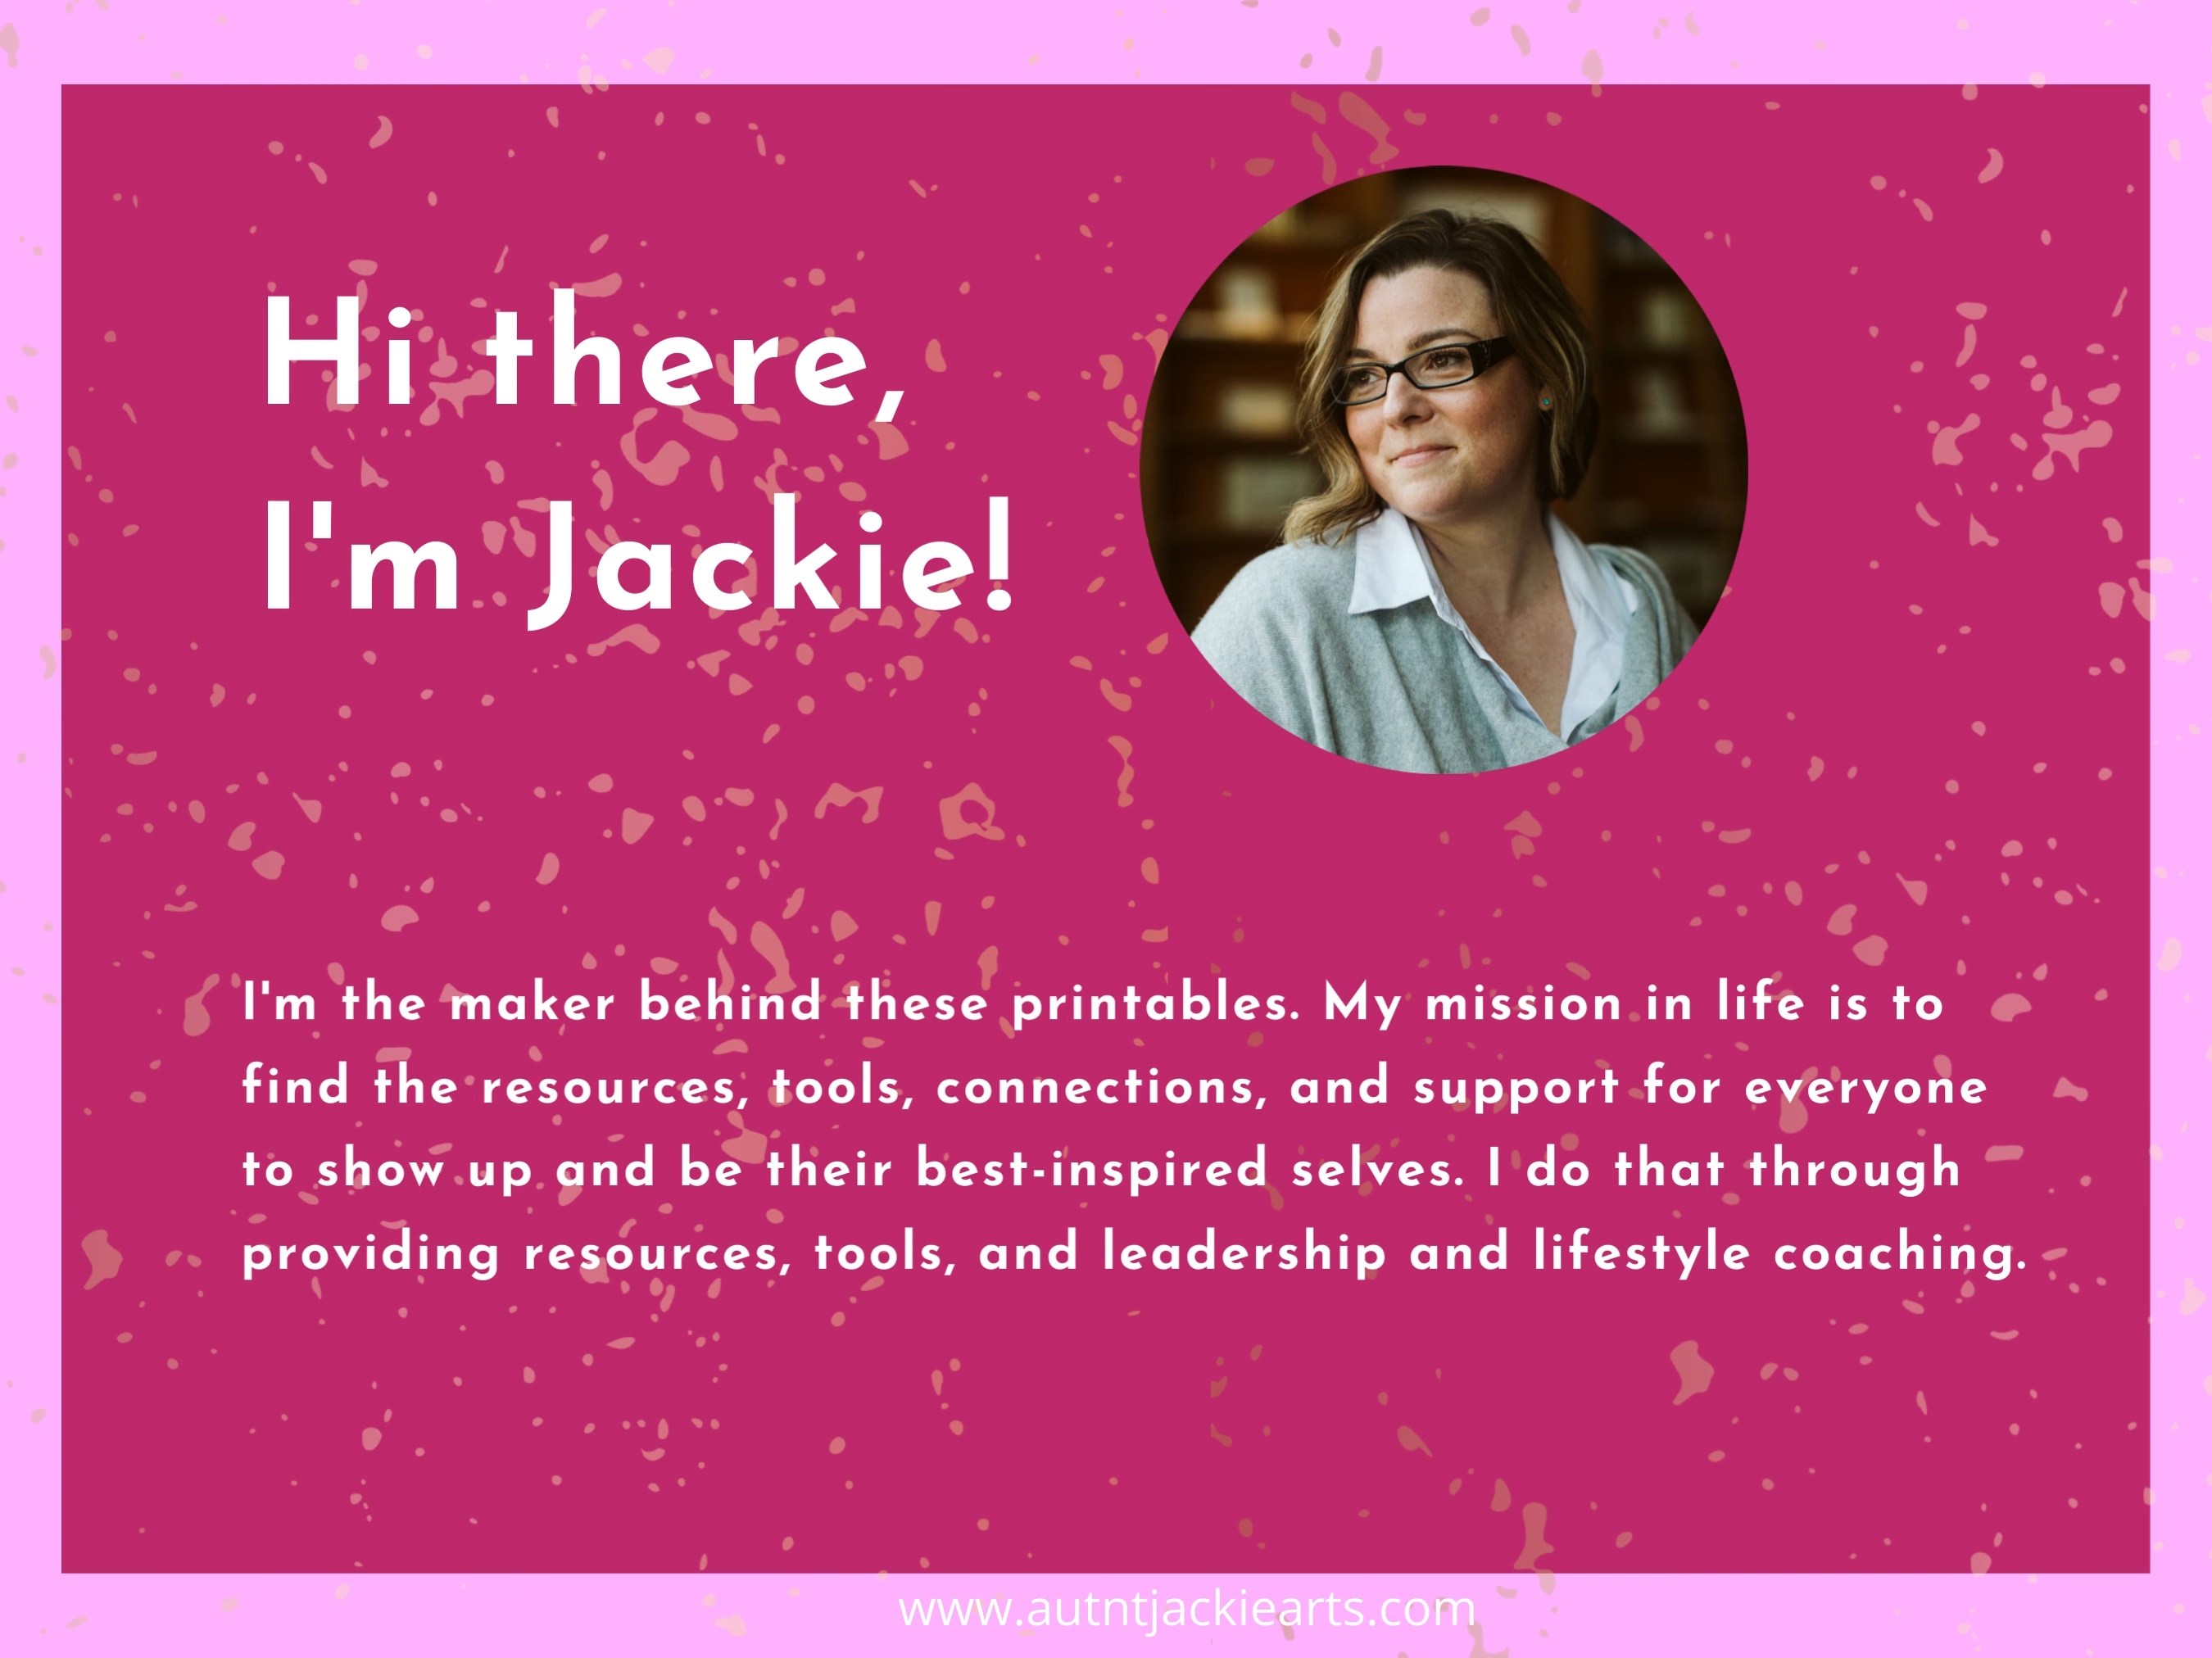 Hi there,
I'm Jackie!
I'm the maker behind these printables. My mission in life is to
find the resources, tools, connections, and support for everyone
to show up and be their best-inspired selves. I do that through
providing resources, tools, and leadership and lifestyle coaching.
www.autntjackiearts.com